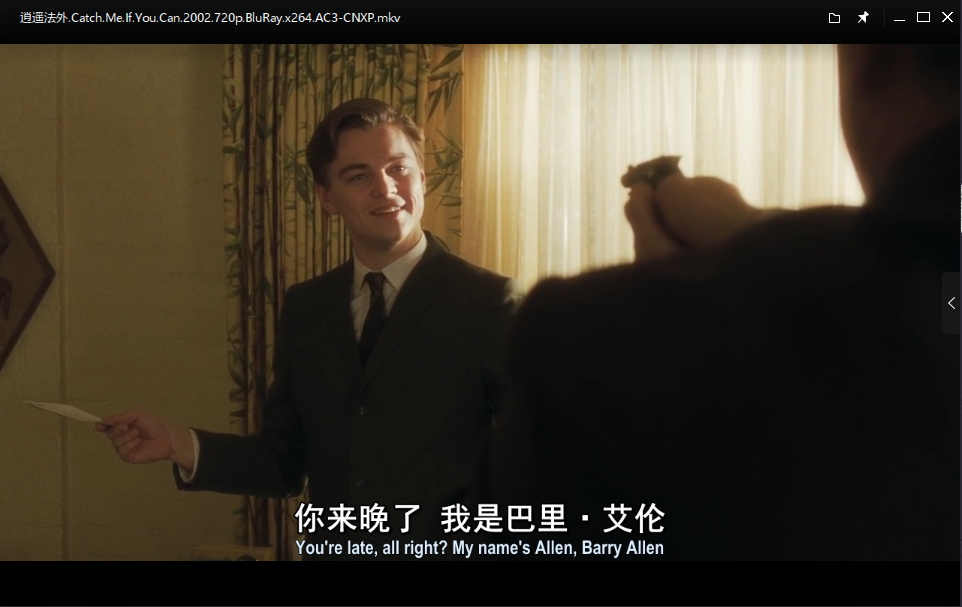 逍遥法外.Catch.Me.If.You.Can.2002.720p.BluRay.x264.AC3-CNXP.mkv
你来晚了 我是巴里·艾伦
You're late, all right? My name's Allen, Barry Allen